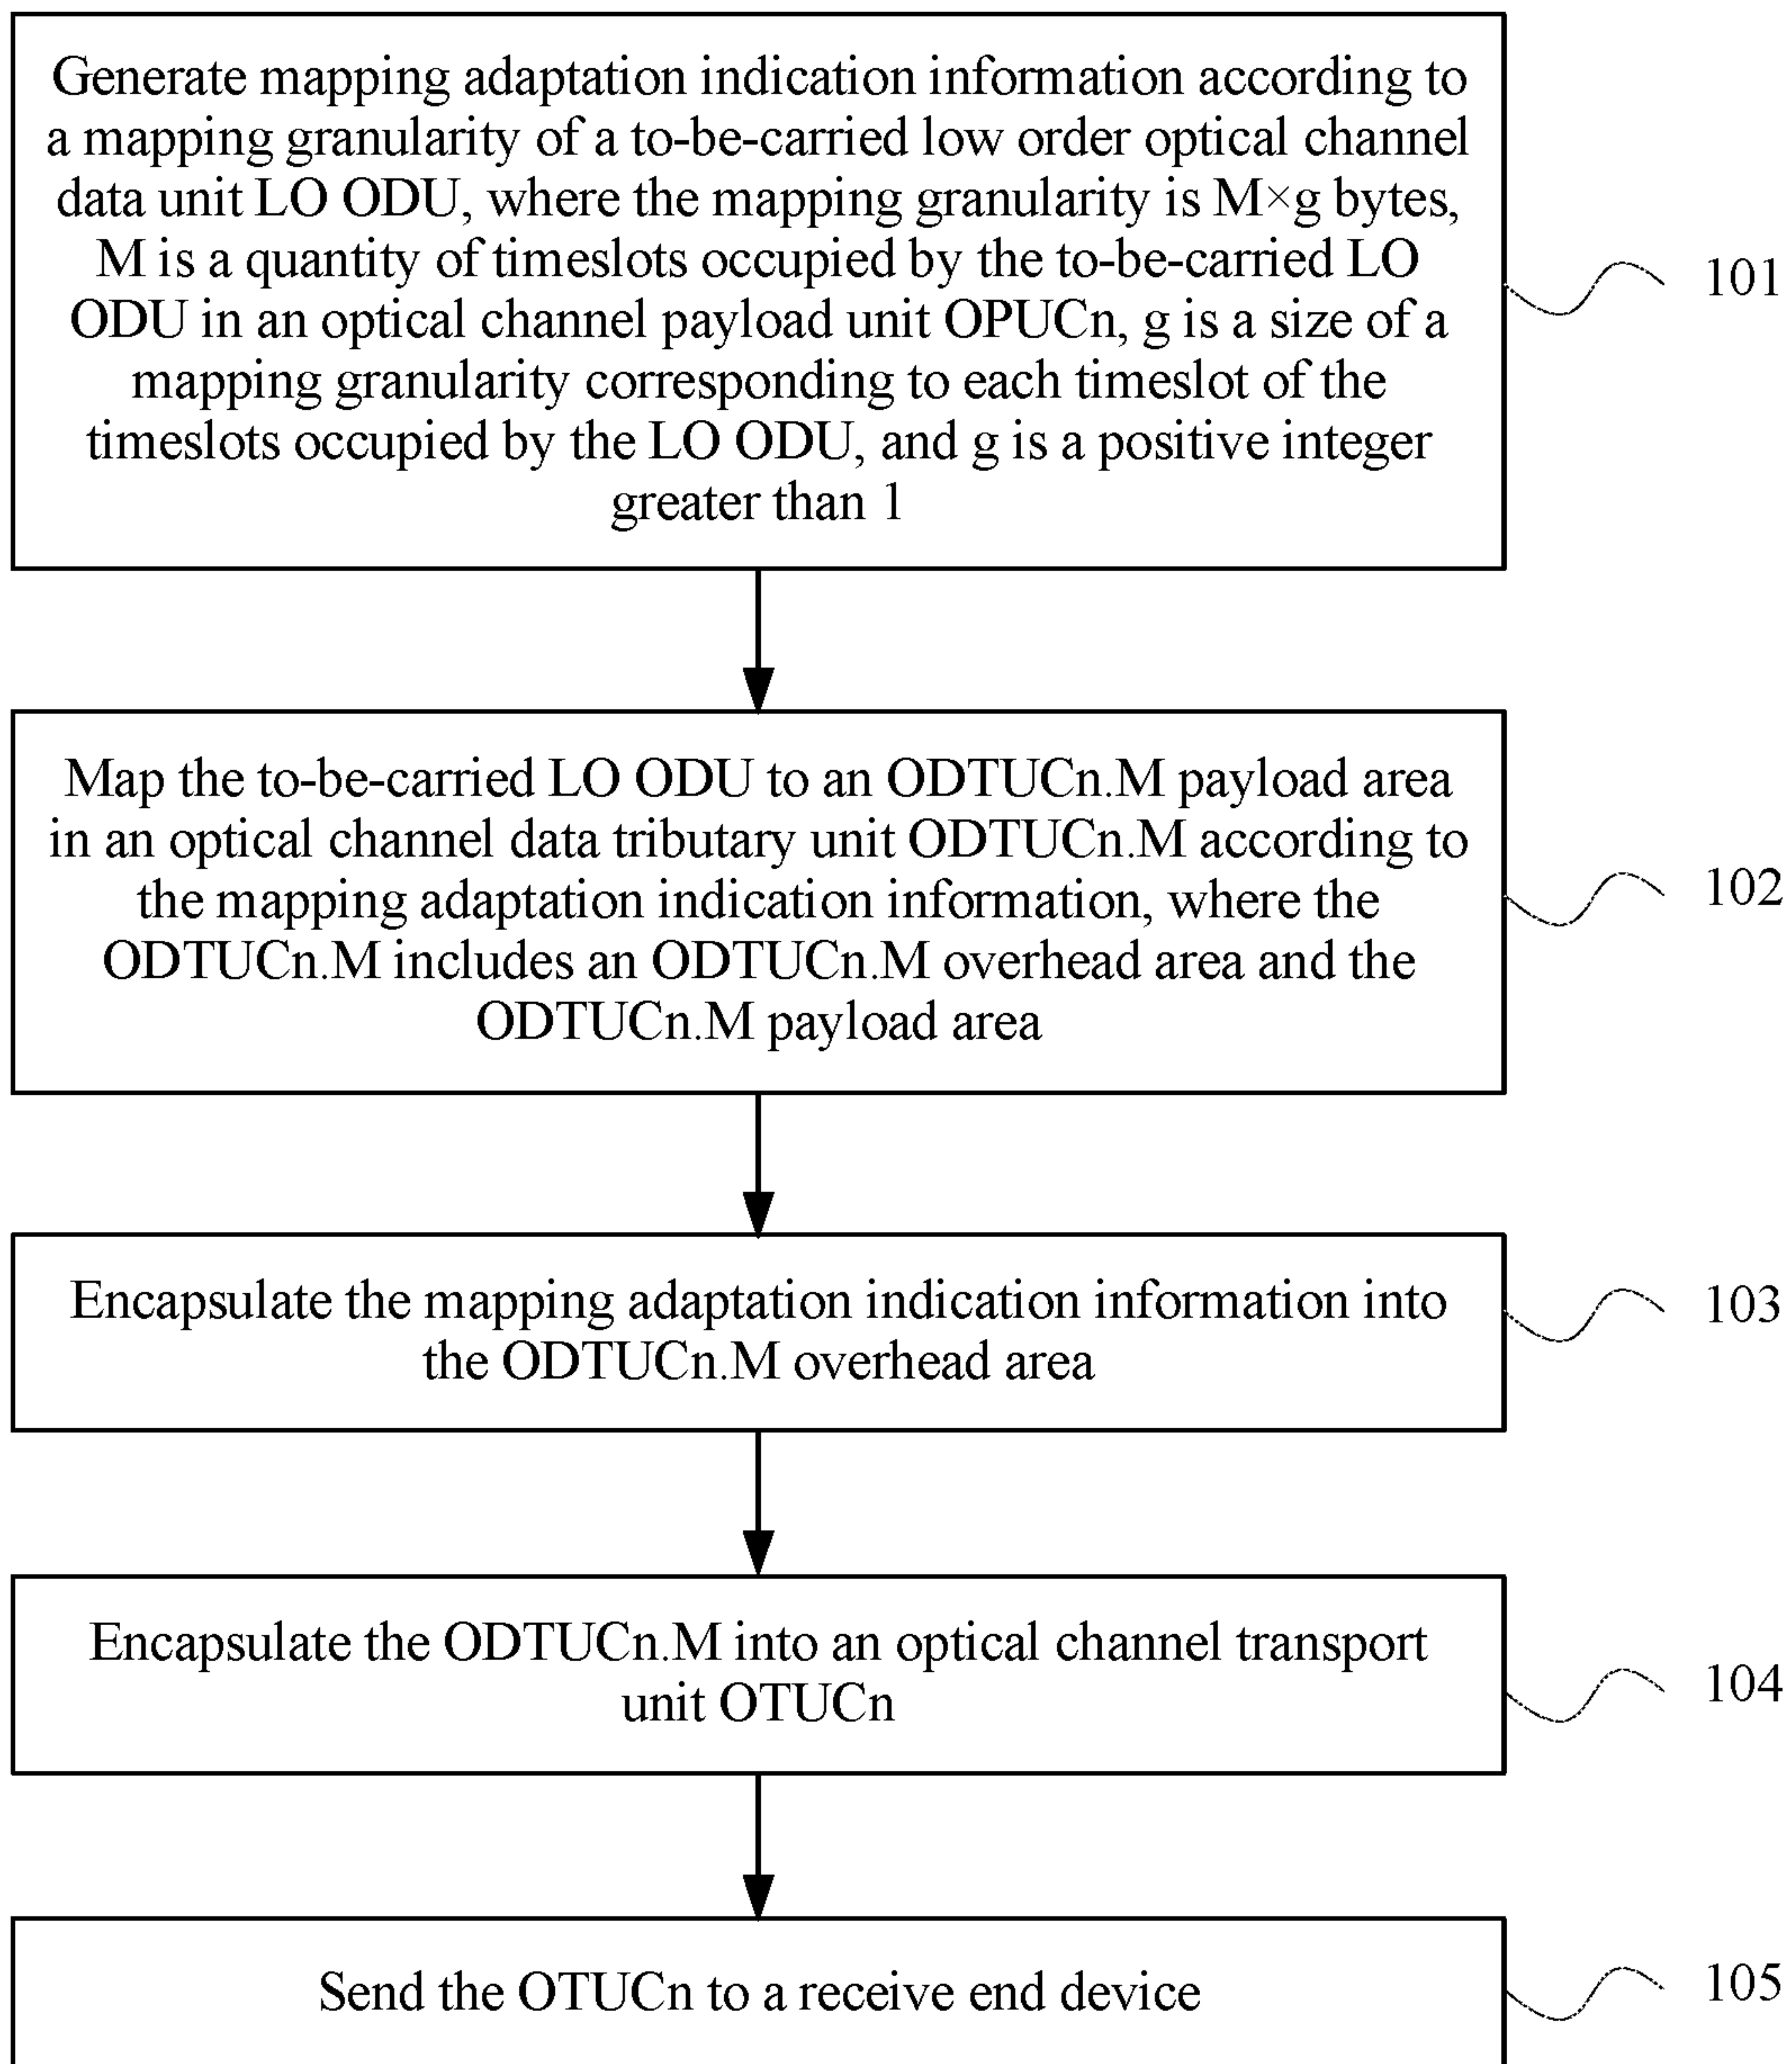 Generate mapping adaptation indication information according to
a mapping granularity of a to-be-carried low order optical channel
data unit LO ODU, where the mapping granularity is M×g bytes,
M is a quantity of timeslots occupied by the to-be-carried LO
ODU in an optical channel payload unit OPUCn, g is a size of a
mapping granularity corresponding to each timeslot of the
timeslots occupied by the LO ODU, and g is a positive integer
greater than 1
101
Map the to-be-carried LO ODU to an ODTUCn.M payload area
in an optical channel data tributary unit ODTUCn.M according to
the mapping adaptation indication information, where the
ODTUCn.M includes an ODTUCn.M overhead area and the
ODTUCn.M payload area
102
Encapsulate the mapping adaptation indication information into
the ODTUCn.M overhead area
103
Encapsulate the ODTUCn.M into an optical channel transport
unit OTUCn
104
Send the OTUCn to a receive end device
105